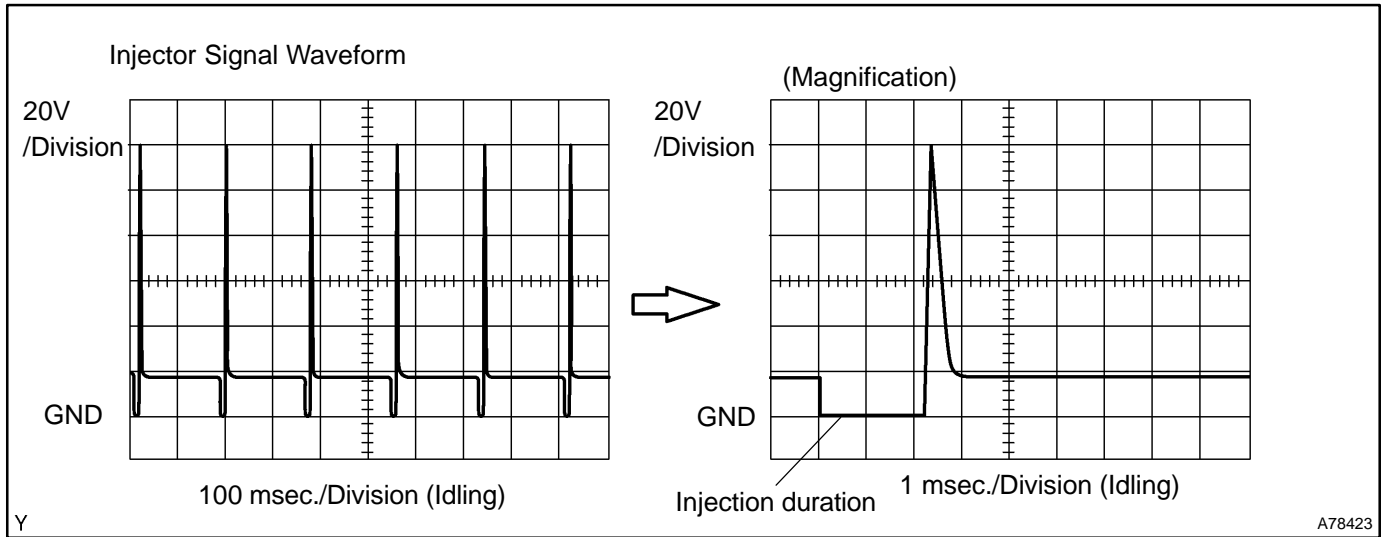 Injector Signal Waveform
(Magnification)
20V
/Division
20V
/Division
GND
GND
100 msec./Division (Idling)
Injection duration
1 msec./Division (Idling)
Y
A78423